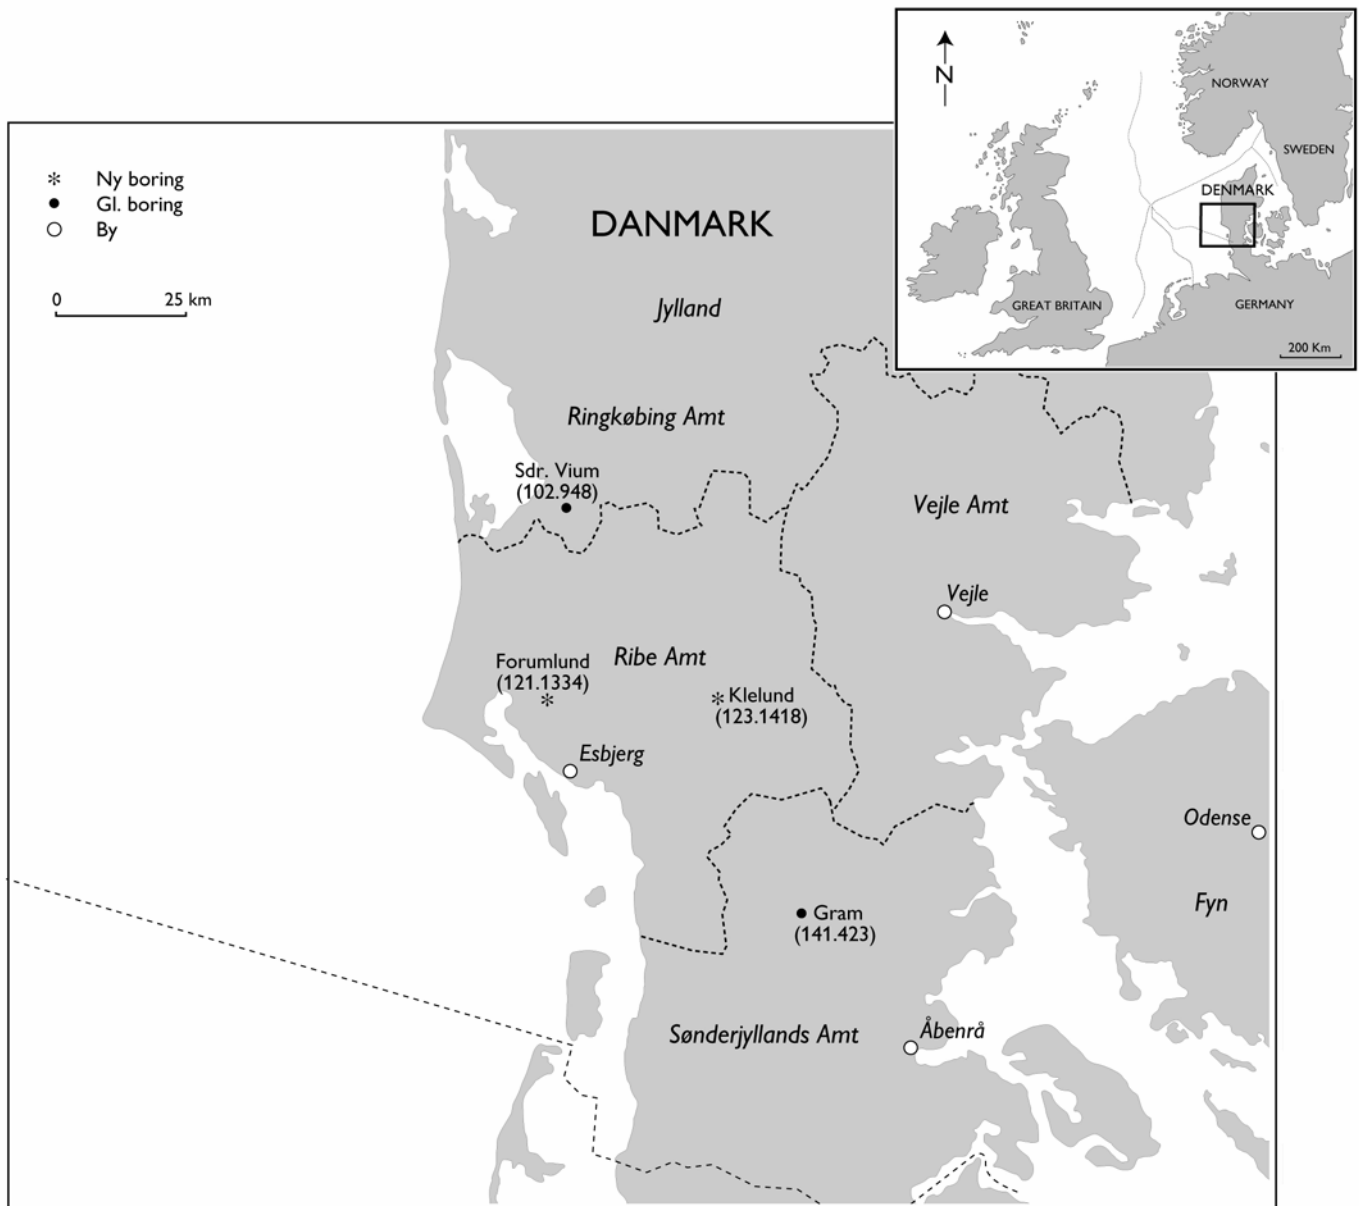 N
NORWAY
SWEDEN
DENMARK
GREAT BRITAIN
GERMANY
200 Km
Ny boring
Gl. boring
By
0 25 km
DANMARK
Jylland
Ringkøbing Amt
Sdr. Vium
(102.948)
Vejle Amt
Vejle
Ribe Amt
Forumlund
(121.1334)
Klelund
(123.1418)
Esbjerg
Odense
Fyn
Gram
(141.423)
Sønderjyllands Amt
Åbenrå